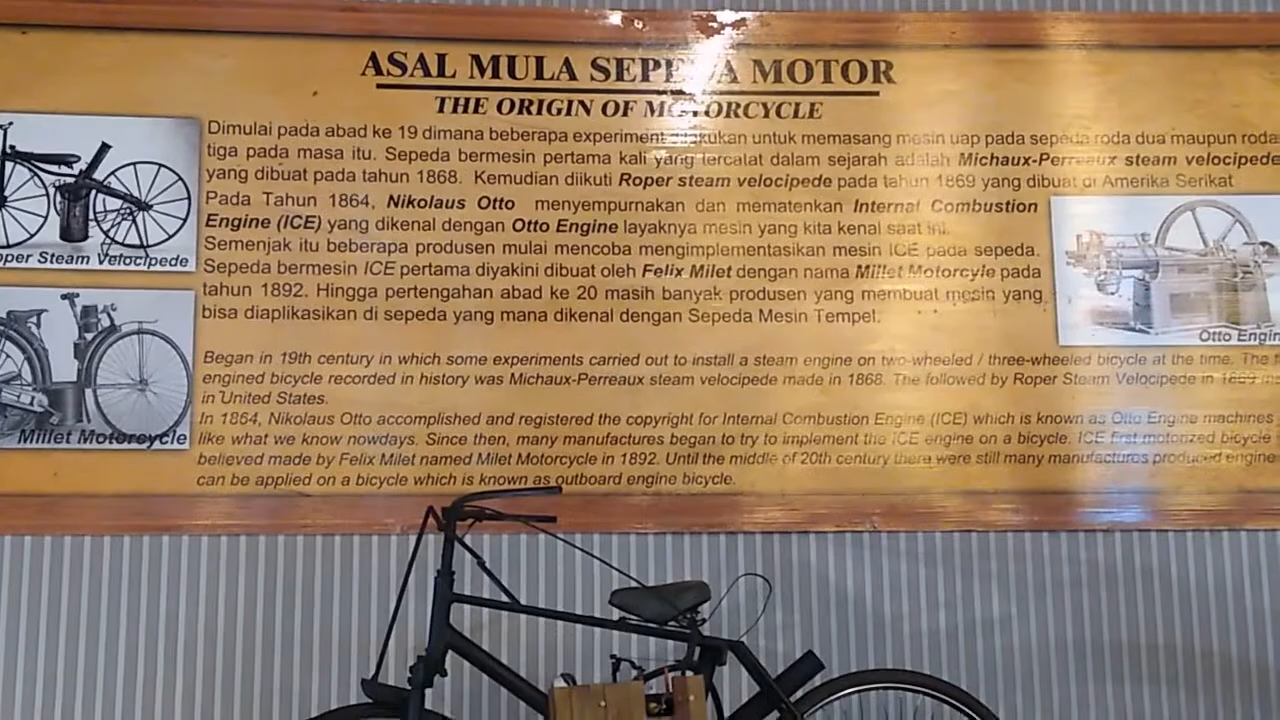 ASAL MULA SEPEDA MOTOR
THE ORIGIN OF MOTORCYCLE
Dimulai pada abad ke 19 dimana beberapa experiment dilakukan untuk memasang mesin uap pada sepeda roda dua maupun roda
tiga pada masa itu. Sepeda bermesin pertama kali yang tercatat dalam sejarah adalah Michaux-Perreaux steam velocipede
yang dibuat pada tahun 1868. Kemudian diikuti Roper steam velocipede pada tahun 1869 yang dibuat di Amerika Serikat
Pada Tahun 1864, Nikolaus Otto menyempurnakan dan mematenkan Internal Combustion
Engine (ICE) yang dikenal dengan Otto Engine layaknya mesin yang kita kenal saat ini.
Semenjak itu beberapa produsen mulai mencoba mengimplementasikan mesin ICE pada sepeda.
Sepeda bermesin ICE pertama diyakini dibuat oleh Felix Milet dengan nama Millet Motorcyle pada
tahun 1892. Hingga pertengahan abad ke 20 masih banyak produsen yang membuat mesin yang
bisa diaplikasikan di sepeda yang mana dikenal dengan Sepeda Mesin Tempel.
Began in 19th century in which some experiments carried out to install a steam engine on two-wheeled / three-wheeled bicycle at the time. The
engined bicycle recorded in history was Michaux-Perreaux steam velocipede made in 1868. The followed by Roper Steam Velocipede in 1869
in United States.
In 1864, Nikolaus Otto accomplished and registered the copyright for Internal Combustion Engine (ICE) which is known as Otto Engine machines
like what we know nowdays. Since then, many manufactures began to try to implement the ICE engine on a bicycle. ICE first motorized bicycle
believed made by Felix Milet named Milet Motorcycle in 1892. Until the middle of 20th century there were still many manufactures produced engine
can be applied on a bicycle which is known as outboard engine bicycle.
oper Steam Velocipede
Millet Motorcycle
Otto Engin